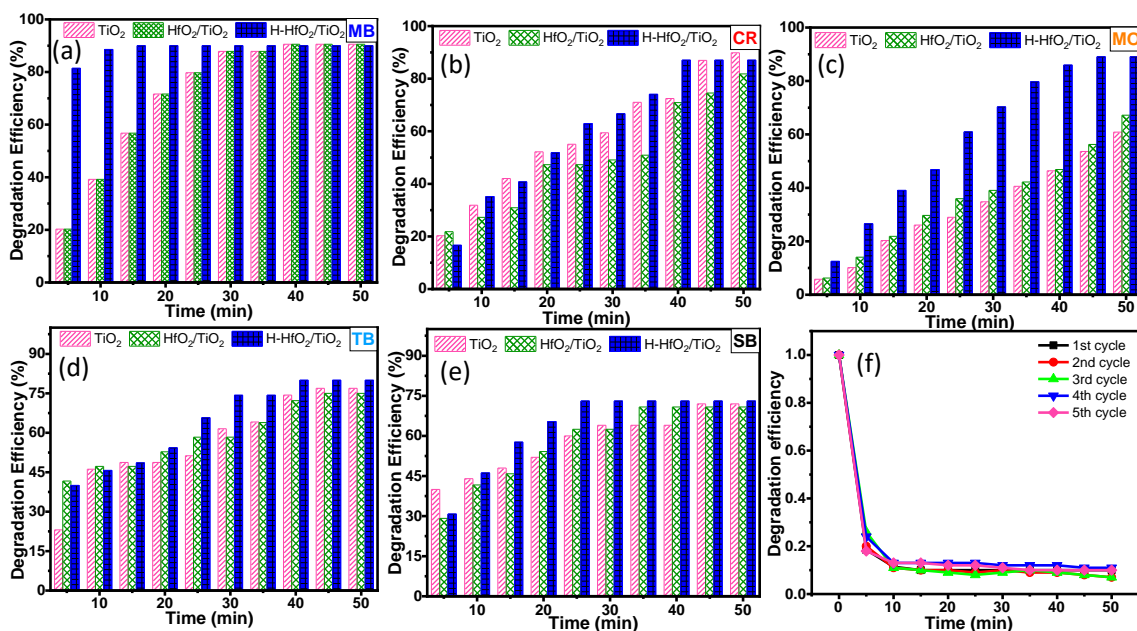 (a)
TiO₂ HfO₂/TiO₂ H-HfO₂/TiO₂ MB
Degradation Efficiency (%)
0 20 40 60 80
10 20 30 40 50
Time (min)
(b)
TiO₂ HfO₂/TiO₂ H-HfO₂/TiO₂ CR
Degradation Efficiency (%)
0 20 40 60 80 100
10 20 30 40 50
Time (min)
(c)
TiO₂ HfO₂/TiO₂ H-HfO₂/TiO₂ MO
Degradation Efficiency (%)
0 20 40 60 80 100
10 20 30 40 50
Time (min)
(d)
TiO₂ HfO₂/TiO₂ H-HfO₂/TiO₂ TB
Degradation Efficiency (%)
0 15 30 45 60 75 90
10 20 30 40 50
Time (min)
(e)
TiO₂ HfO₂/TiO₂ H-HfO₂/TiO₂ SB
Degradation Efficiency (%)
0 15 30 45 60 75 90
10 20 30 40 50
Time (min)
(f)
1st cycle
2nd cycle
3rd cycle
4th cycle
5th cycle
Degradation efficiency
0.0 0.2 0.4 0.6 0.8 1.0
0 10 20 30 40 50
Time (min)